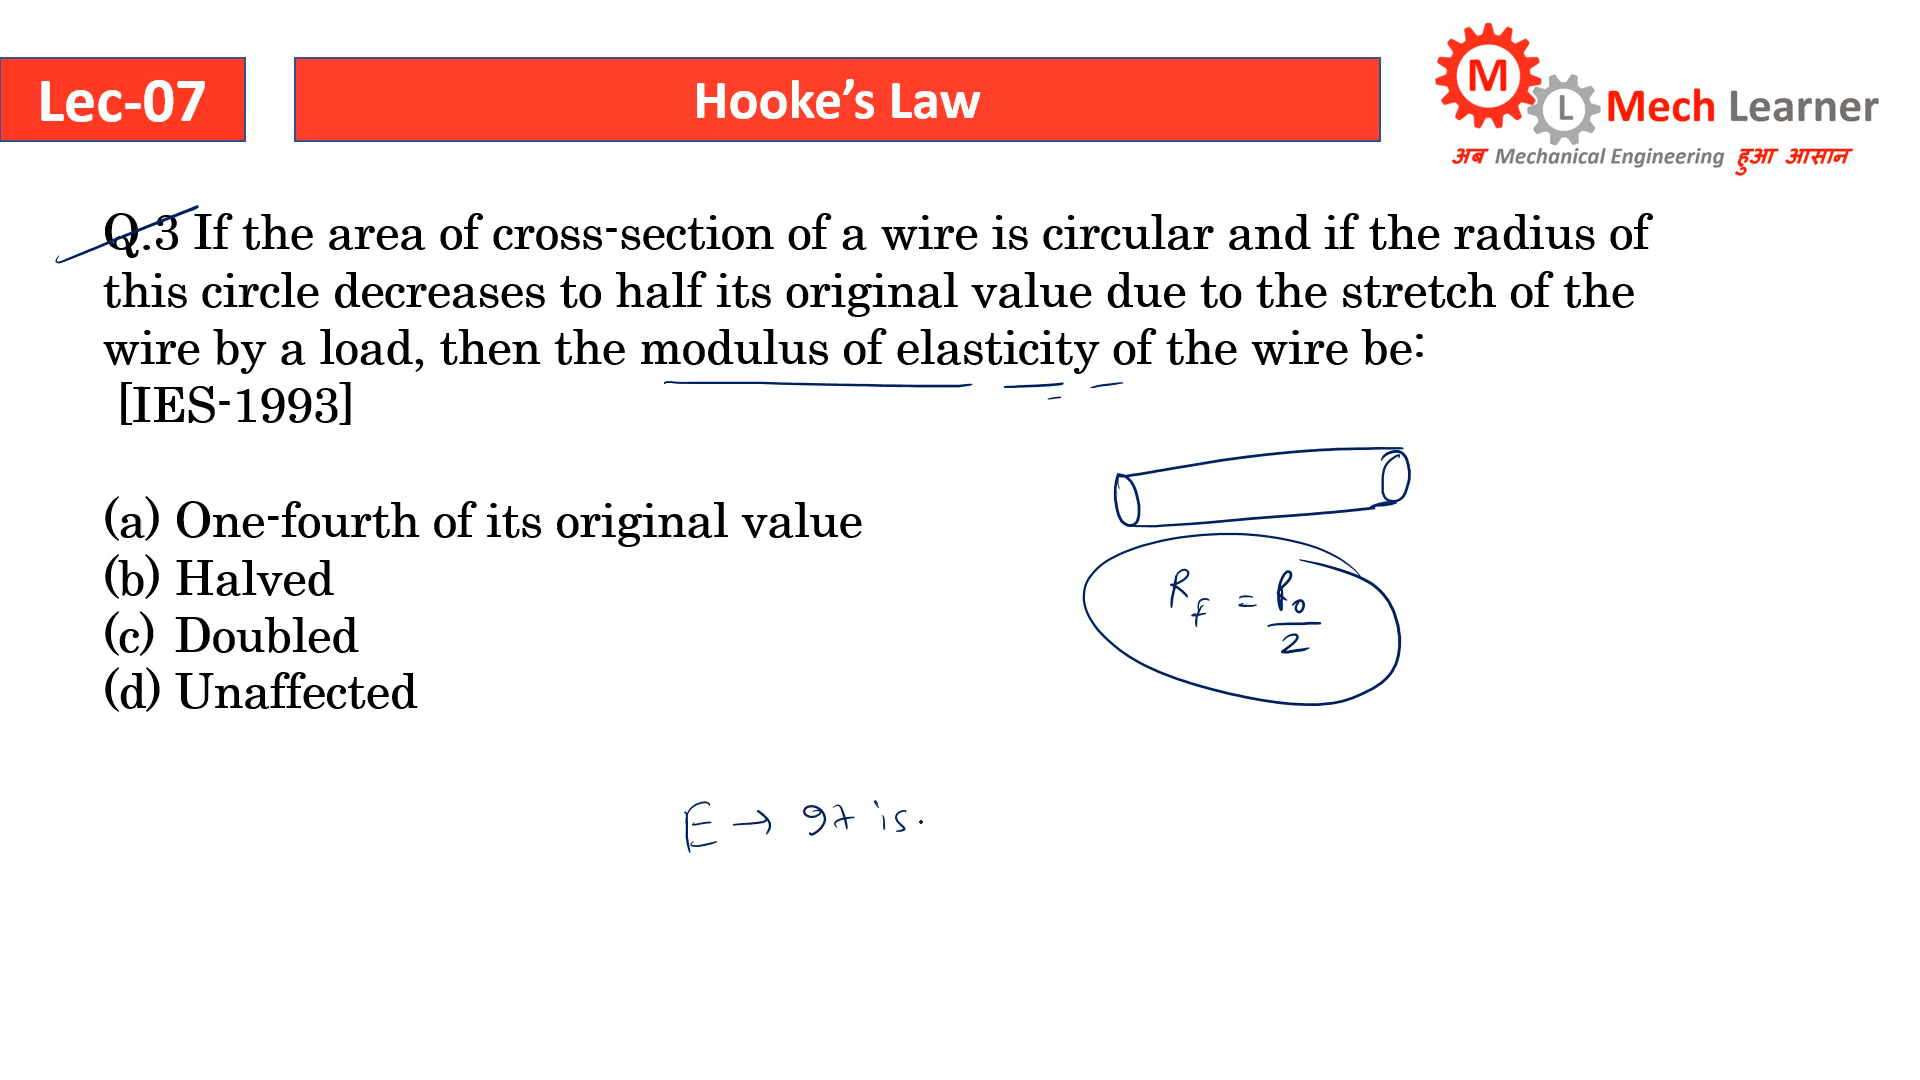 Lec-07
Hooke's Law
M
L
Mech Learner
अब Mechanical Engineering हुआ आसान
Q.3 If the area of cross-section of a wire is circular and if the radius of
this circle decreases to half its original value due to the stretch of the
wire by a load, then the modulus of elasticity of the wire be:
[IES-1993]
(a) One-fourth of its original value
(b) Halved
(c) Doubled
(d) Unaffected
R_f = R_0/2
E → It is.